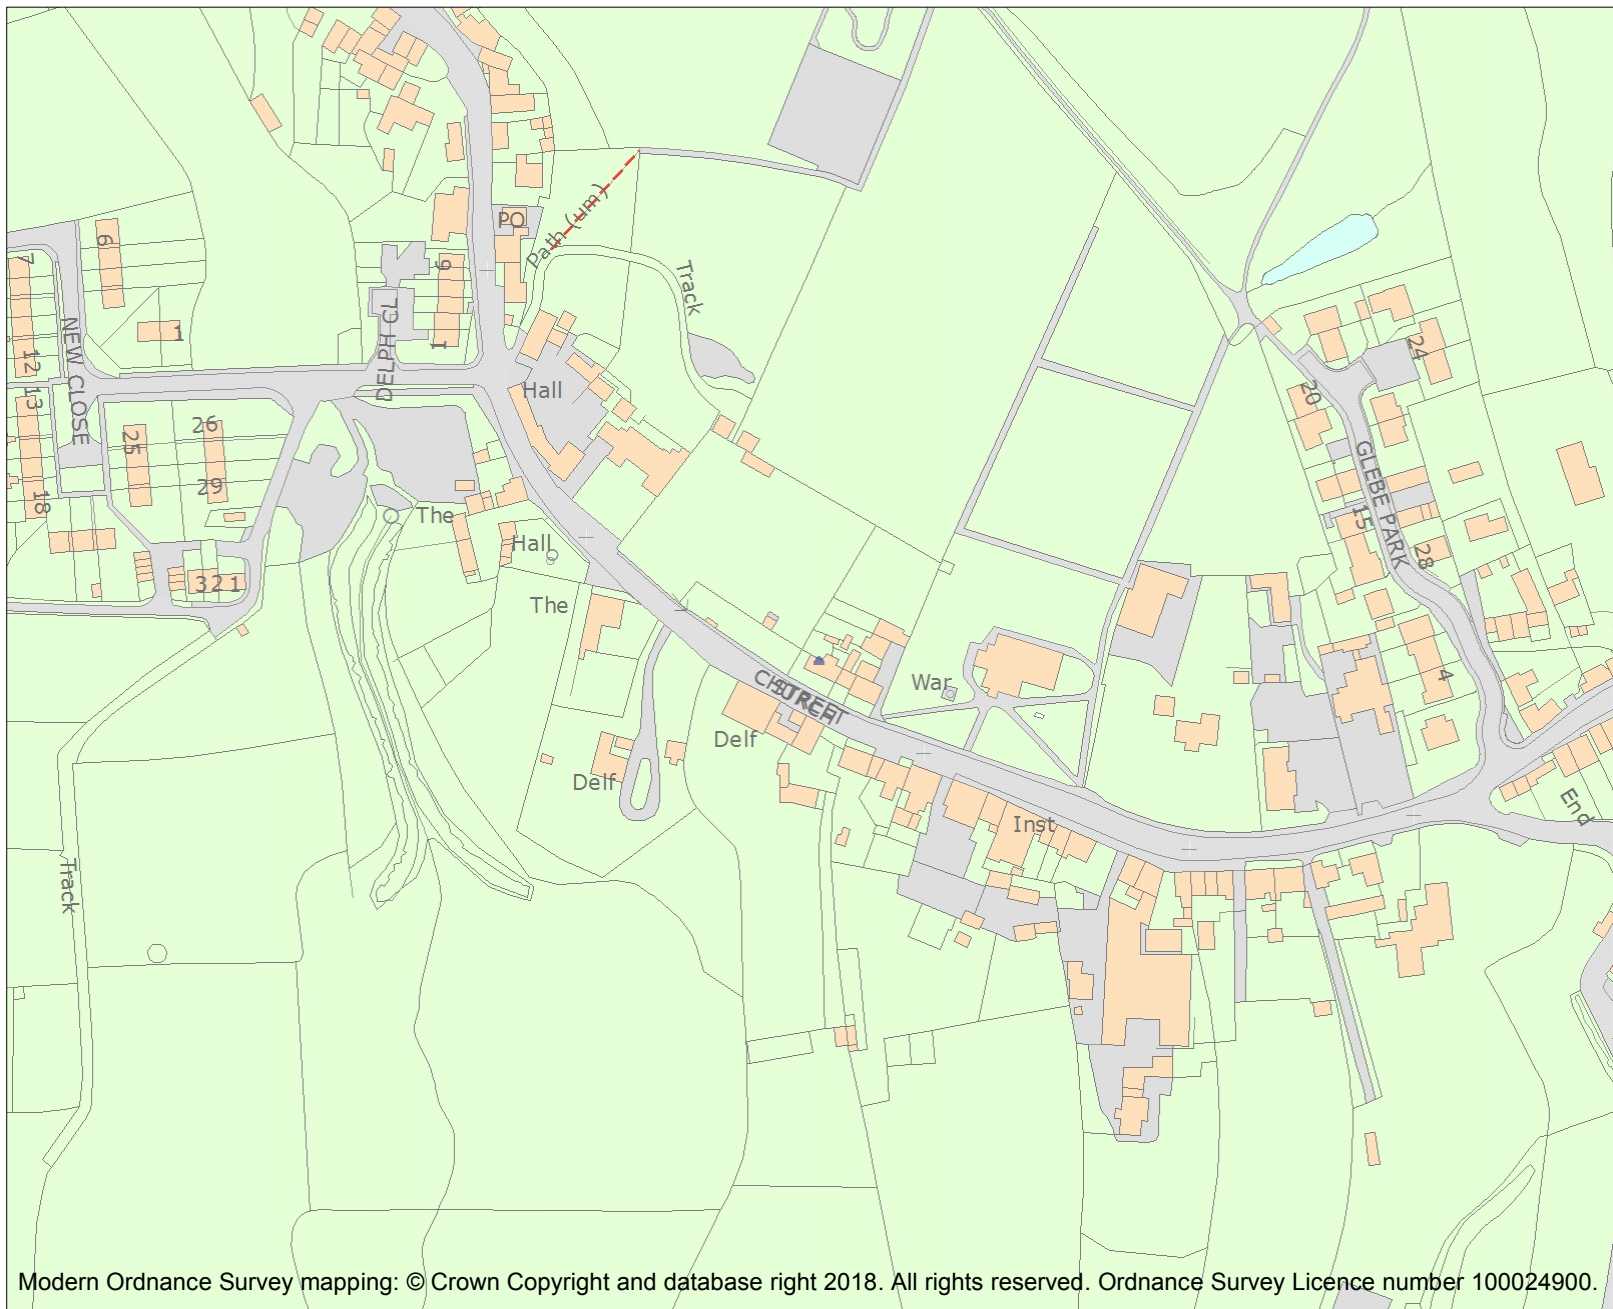 PO
Path (um)
Track
6
7
9
1
1
NEW CLOSE
DELPH CL
12
13
Hall
26
25
29
18
The
Hall
321
The
24
20
GLEBE PARK
15
28
CHURCH STREET
War
4
Delf
Delf
Inst
End
Track
Modern Ordnance Survey mapping: © Crown Copyright and database right 2018. All rights reserved. Ordnance Survey Licence number 100024900.